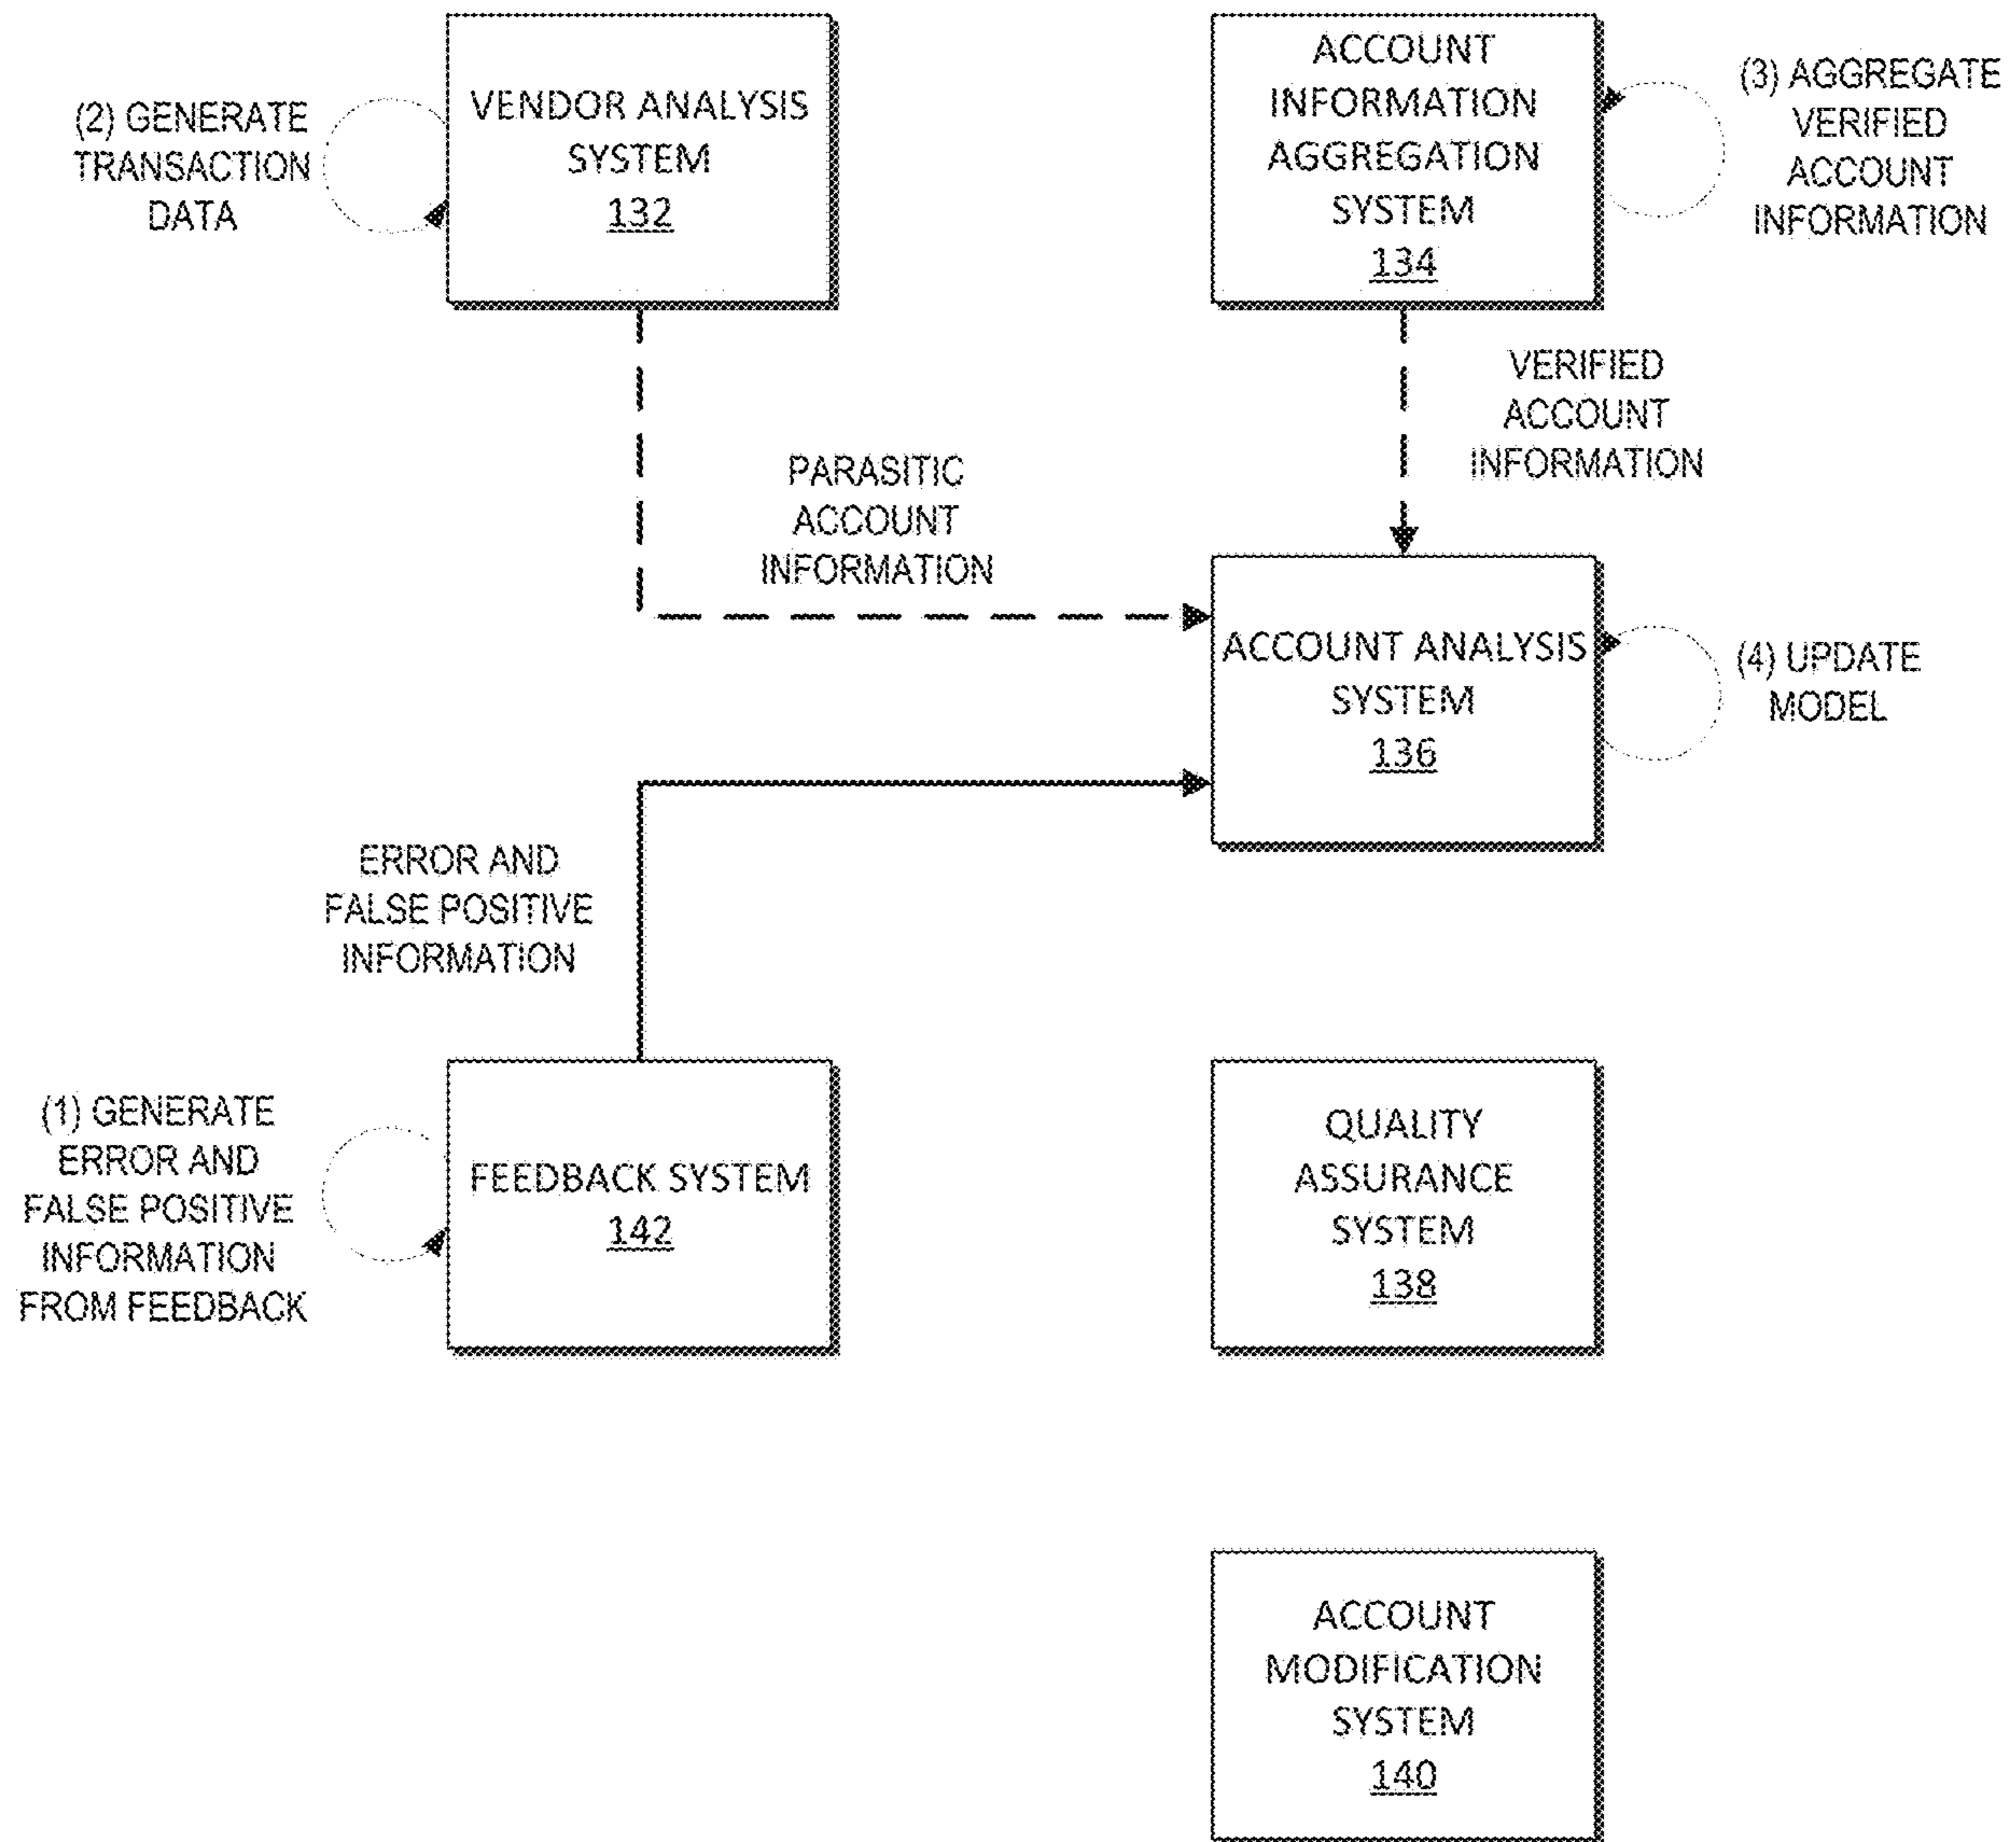 (2) GENERATE
TRANSACTION
DATA
VENDOR ANALYSIS
SYSTEM
132
ACCOUNT
INFORMATION
AGGREGATION
SYSTEM
134
(3) AGGREGATE
VERIFIED
ACCOUNT
INFORMATION
VERIFIED
ACCOUNT
INFORMATION
PARASITIC
ACCOUNT
INFORMATION
ACCOUNT ANALYSIS
SYSTEM
136
(4) UPDATE
MODEL
ERROR AND
FALSE POSITIVE
INFORMATION
(1) GENERATE
ERROR AND
FALSE POSITIVE
INFORMATION
FROM FEEDBACK
FEEDBACK SYSTEM
142
QUALITY
ASSURANCE
SYSTEM
138
ACCOUNT
MODIFICATION
SYSTEM
140